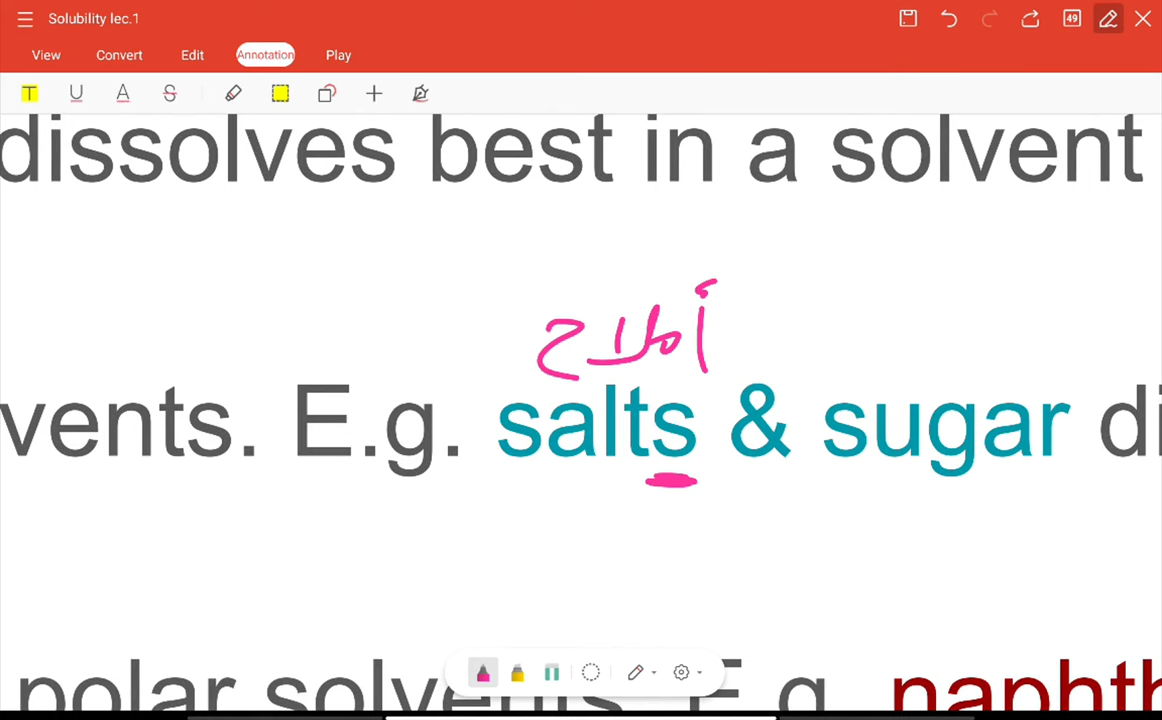 Solubility lec.1
49
View Convert Edit Annotation Play
T U A S
dissolves best in a solvent
أملاح
vents. E.g. salts & sugar di
polar solvents. E.g. naphth